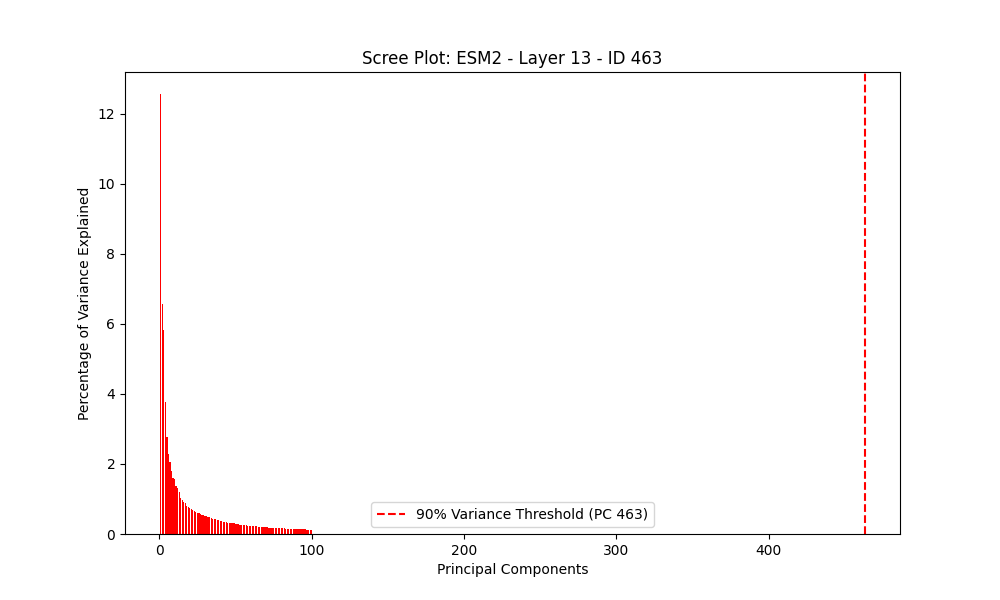 Scree Plot: ESM2 - Layer 13 - ID 463
Percentage of Variance Explained
12
10
8
6
4
2
0
90% Variance Threshold (PC 463)
0 100 200 300 400
Principal Components